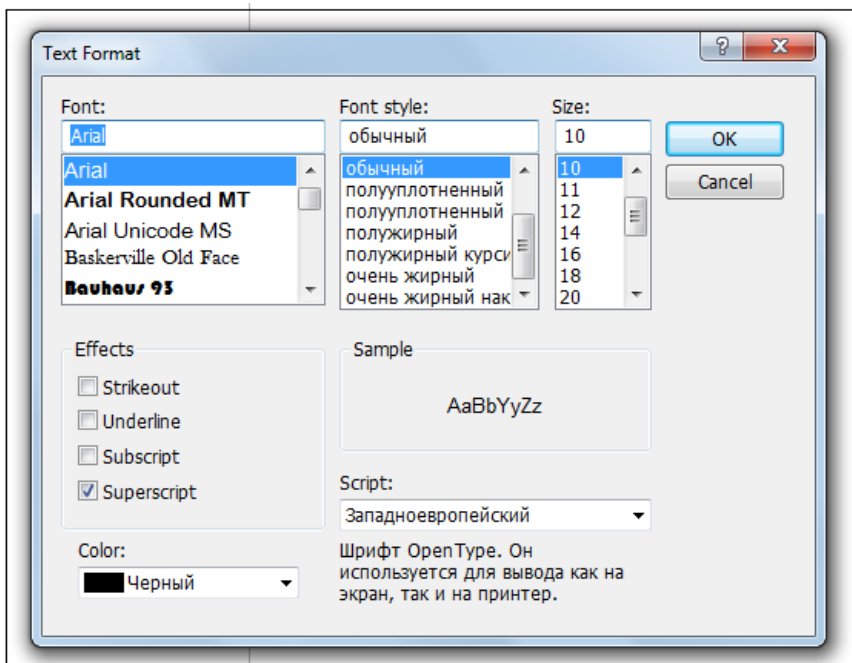 Text Format
Font:
Font style:
Size:
Arial
обычный
10
OK
Cancel
Arial
Arial Rounded MT
Arial Unicode MS
Baskerville Old Face
Bauhaus 93
обычный
полууплотненный
полууплотненный
полужирный
полужирный курси
очень жирный
очень жирный нак
10
11
12
14
16
18
20
Effects
Strikeout
Underline
Subscript
Superscript
Sample
AaBbYyZz
Script:
Западноевропейский
Color:
Черный
Шрифт OpenType. Он
используется для вывода как на
экран, так и на принтер.